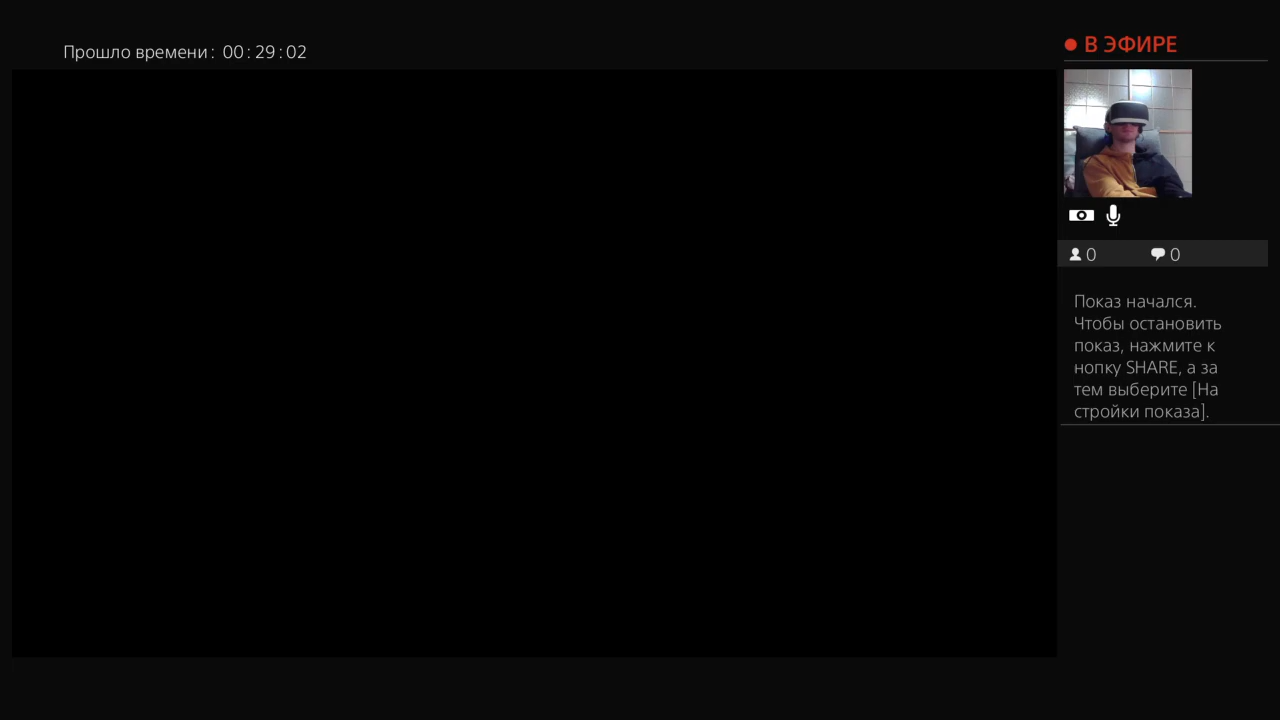 Прошло времени: 00:29:02
В ЭФИРЕ
0 0
Показ начался.
Чтобы остановить
показ, нажмите к
нопку SHARE, а за
тем выберите [На
стройки показа].